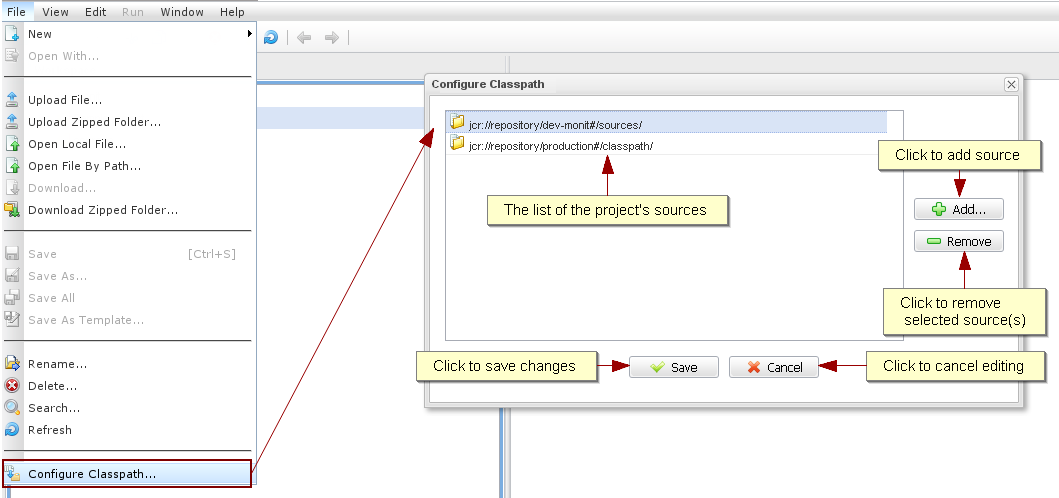 File View Edit Run Window Help
New
Open With...
Upload File...
Upload Zipped Folder...
Open Local File...
Open File By Path...
Download...
Download Zipped Folder...
Save [Ctrl+S]
Save As...
Save All
Save As Template...
Rename...
Delete...
Search...
Refresh
Configure Classpath...
Configure Classpath
jcr://repository/dev-monit#/sources/
jcr://repository/production#/classpath/
The list of the project's sources
Click to add source
Add...
Remove
Click to remove
selected source(s)
Click to save changes
Save
Cancel
Click to cancel editing